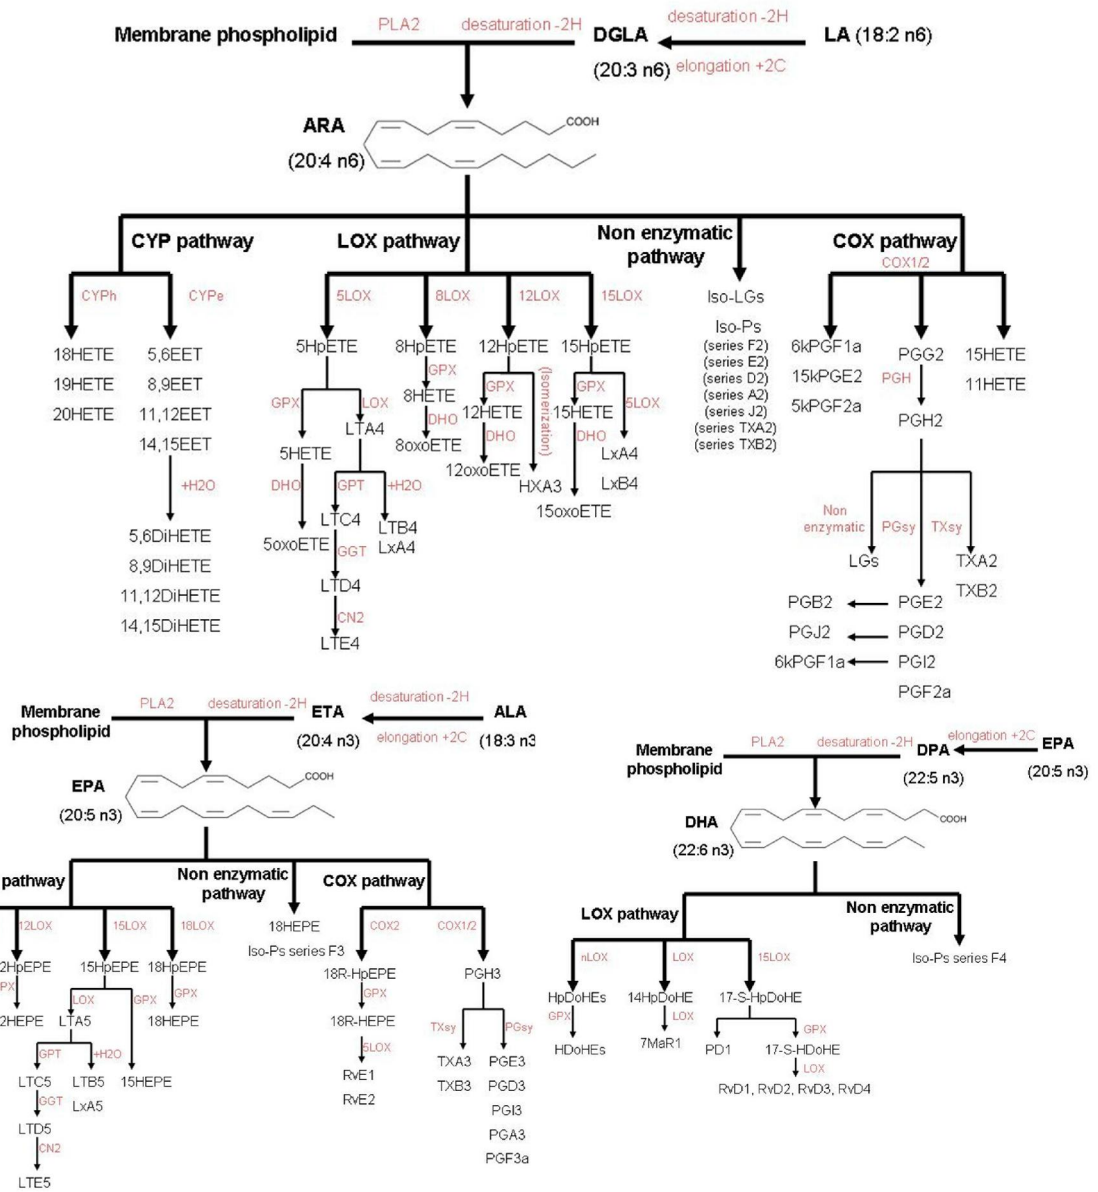 Membrane phospholipid PLA2 desaturation -2H DGLA desaturation -2H LA (18:2 n6)
(20:3 n6) elongation +2C
ARA COOH
(20:4 n6)
CYP pathway LOX pathway Non enzymatic pathway COX pathway
COX1/2
CYPh CYPe 5LOX 8LOX 12LOX 15LOX
18HETE
19HETE
20HETE
5,6EET
8,9EET
11,12EET
14,15EET
+H2O
5,6DiHETE
8,9DiHETE
11,12DiHETE
14,15DiHETE
5HpETE
GPX LOX
LTA4
5HETE
DHO GPT +H2O
5oxoETE
LTC4
LTB4
LxA4
GGT
LTD4
CN2
LTE4
8HpETE
GPX
8HETE
DHO
8oxoETE
12HpETE
GPX (Isomerization)
12HETE
DHO
12oxoETE
HXA3
15HpETE
GPX 5LOX
15HETE
DHO
LxA4
LxB4
15oxoETE
Iso-LGs
Iso-Ps
(series F2)
(series E2)
(series D2)
(series A2)
(series J2)
(series TXA2)
(series TXB2)
6kPGF1a
15kPGE2
5kPGF2a
PGG2
PGH
PGH2
15HETE
11HETE
Non
enzymatic PGsy TXsy
LGs
TXA2
TXB2
PGB2 PGE2
PGJ2 PGD2
6kPGF1a PGI2
PGF2a
Membrane
phospholipid
PLA2 desaturation -2H ETA desaturation -2H ALA
(20:4 n3) elongation +2C (18:3 n3
EPA COOH
(20:5 n3)
pathway Non enzymatic
pathway
COX pathway
12LOX 15LOX 18LOX
18HEPE
Iso-Ps series F3
COX2 COX1/2
2HpEPE 15HpEPE 18HpEPE
PX LOX GPX GPX
2HEPE LTA5 18HEPE
GPT +H2O
LTC5 LTB5 15HEPE
LxA5
GGT
LTD5
CN2
LTE5
18R-HpEPE
GPX
18R-HEPE
5LOX
RvE1
RvE2
PGH3
TXsy PGsy
TXA3
TXB3
PGE3
PGD3
PGI3
PGA3
PGF3a
Membrane
phospholipid
PLA2 desaturation -2H DPA elongation +2C EPA
(22:5 n3) (20:5 n3)
DHA COOH
(22:6 n3)
LOX pathway Non enzymatic
pathway
nLOX LOX 15LOX
Iso-Ps series F4
HpDoHEs 14HpDoHE 17-S-HpDoHE
GPX LOX GPX
HDoHEs 7MaR1 PD1 17-S-HDoHE
LOX
RvD1, RvD2, RvD3, RvD4